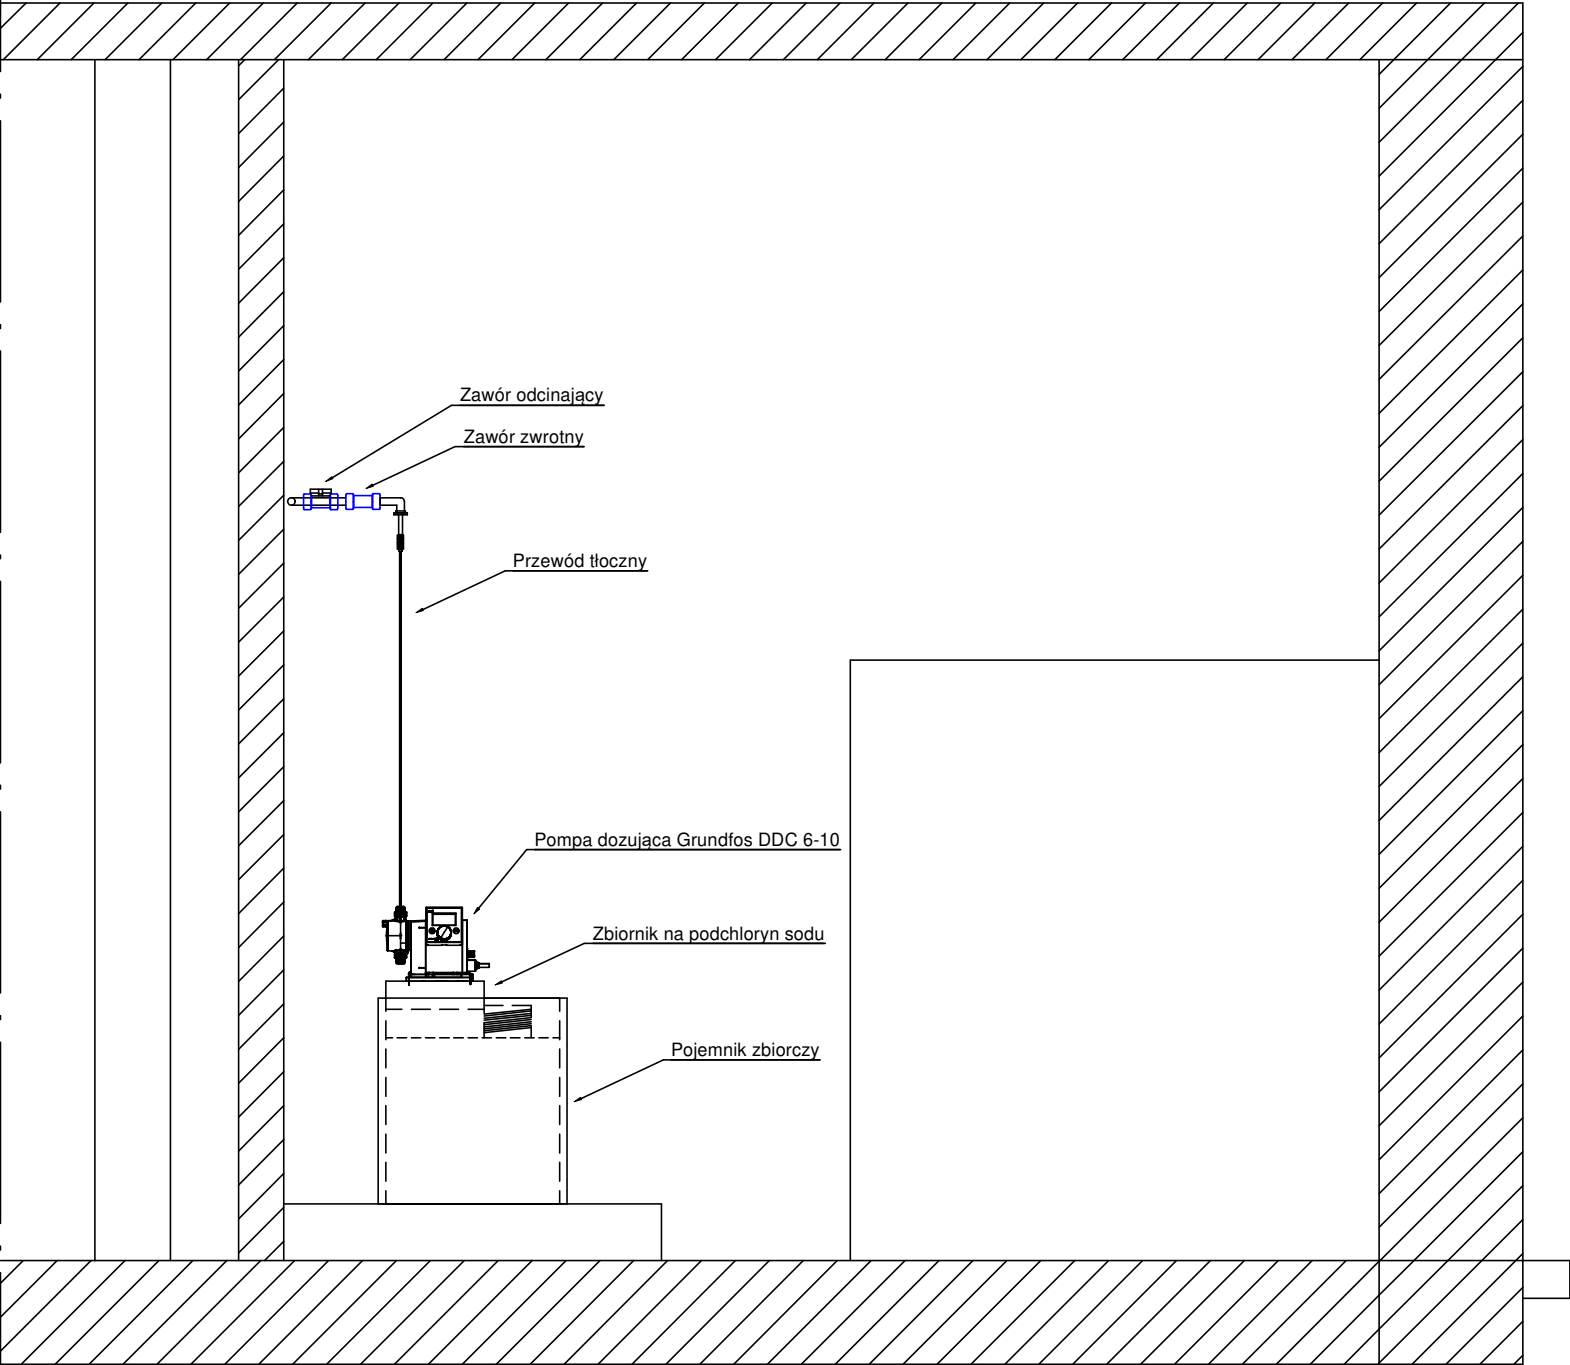 Zawór odcinający
Zawór zwrotny
Przewód tłoczny
Pompa dozująca Grundfos DDC 6-10
Zbiornik na podchloryn sodu
Pojemnik zbiorczy